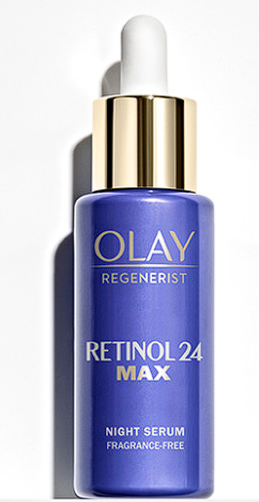 OLAY
REGENERIST
RETINOL 24
MAX
NIGHT SERUM
FRAGRANCE-FREE